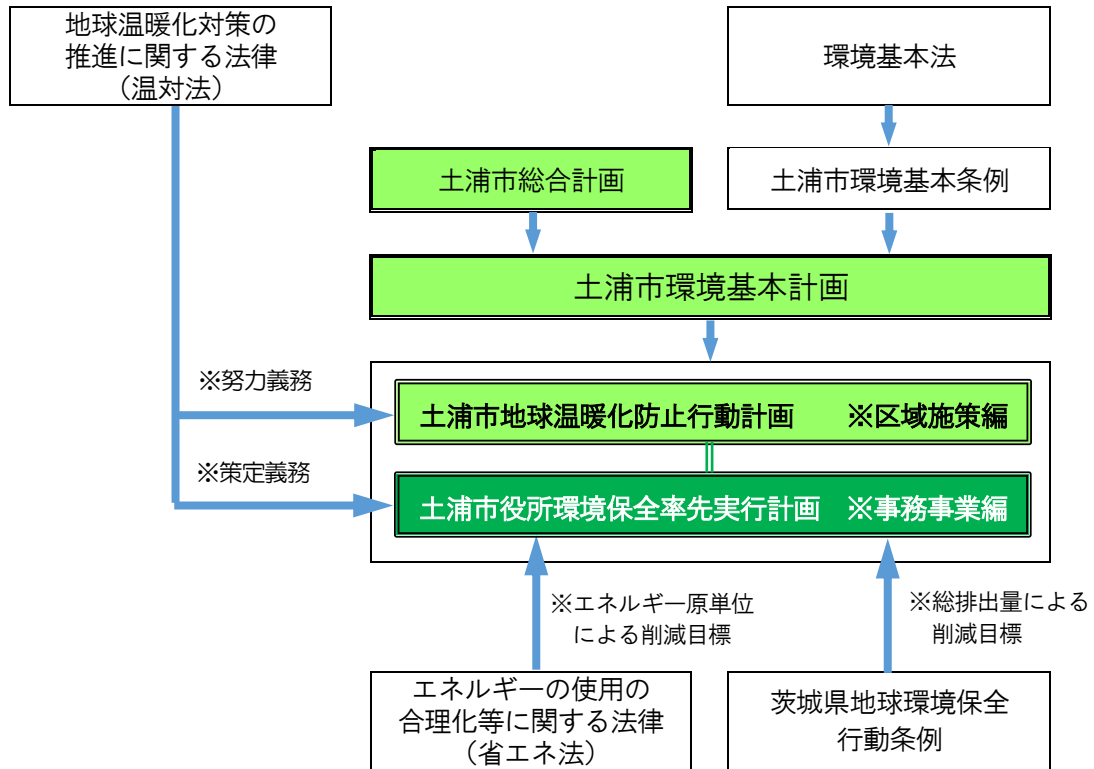 地球温暖化対策の
推進に関する法律
（温対法）
環境基本法
土浦市総合計画
土浦市環境基本条例
土浦市環境基本計画
※努力義務
土浦市地球温暖化防止行動計画　※区域施策編
※策定義務
土浦市役所環境保全率先実行計画　※事務事業編
※エネルギー原単位
による削減目標
※総排出量による
削減目標
エネルギーの使用の
合理化等に関する法律
（省エネ法）
茨城県地球環境保全
行動条例